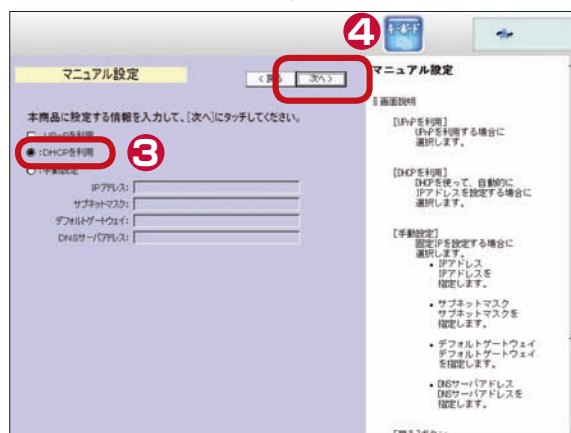 ❹
キーボード
マニュアル設定
<戻る 次へ>
本商品に設定する情報を入力して、[次へ]にタッチしてください。
:UPnPを利用
:DHCPを利用
❸
:手動設定
IPアドレス:
サブネットマスク:
デフォルトゲートウェイ:
DNSサーバアドレス:
マニュアル設定
画面説明
[UPnPを利用]
UPnPを利用する場合に
選択します。
[DHCPを利用]
DHCPを使って、自動的に
IPアドレスを設定する場合に
選択します。
[手動設定]
固定IPを設定する場合に
選択します。
• IPアドレス
IPアドレスを
指定します。
• サブネットマスク
サブネットマスクを
指定します。
• デフォルトゲートウェイ
デフォルトゲートウェイ
を指定します。
• DNSサーバアドレス
DNSサーバアドレスを
指定します。